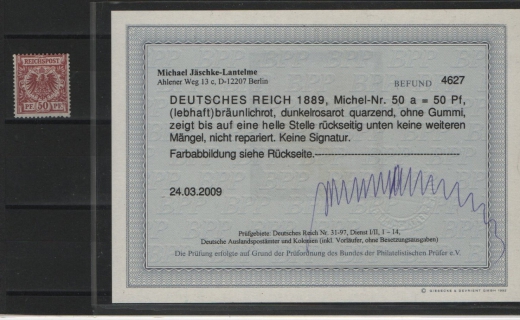 REICHSPOST
PF 50 PF
Michael Jäschke-Lantelme
Ahlener Weg 13 c, D-12207 Berlin
BEFUND 4627
DEUTSCHES REICH 1889, Michel-Nr. 50 a = 50 Pf,
(lebhaft)bräunlichrot, dunkelrosarot quarzend, ohne Gummi,
zeigt bis auf eine helle Stelle rückseitig unten keine weiteren
Mängel, nicht repariert. Keine Signatur.
Farbabbildung siehe Rückseite.
24.03.2009
Prüfgebiete: Deutsches Reich Nr. 31-97, Dienst I/II, 1 – 14,
Deutsche Auslandspostämter und Kolonien (inkl. Vorläufer, ohne Besetzungsausgaben)
Die Prüfung erfolgte auf Grund der Prüfordnung des Bundes der Philatelistischen Prüfer e.V.